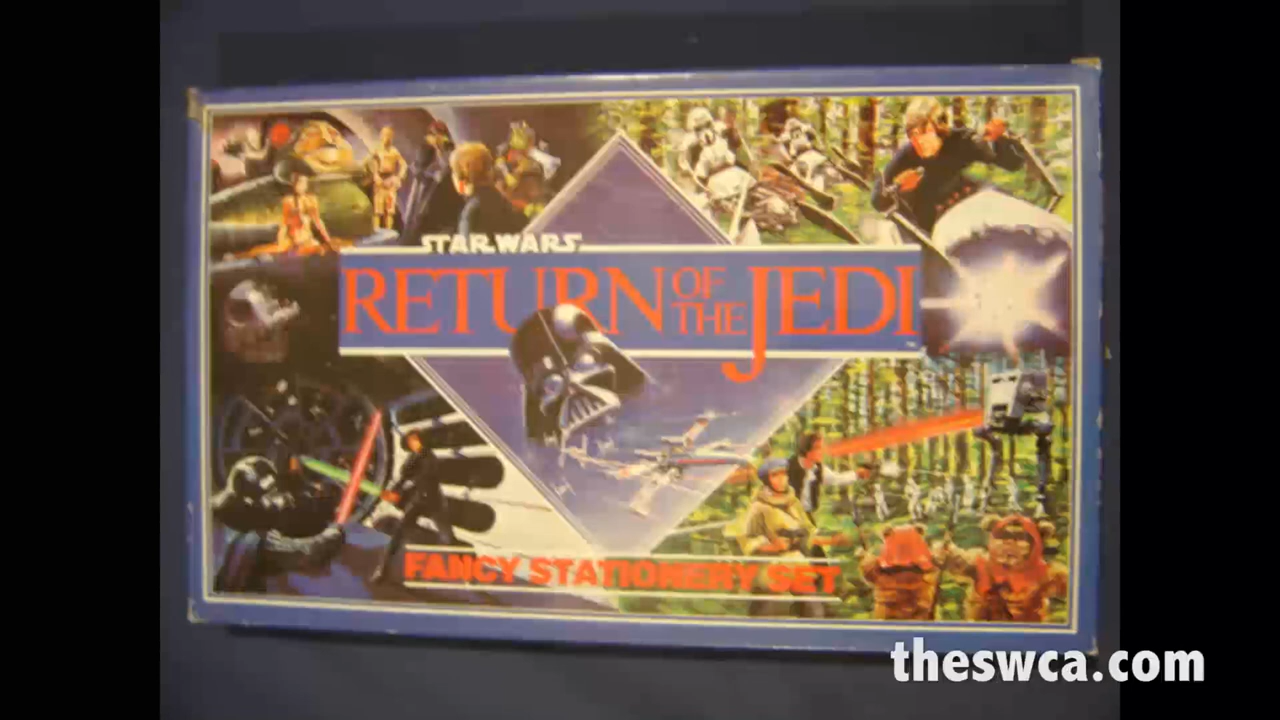 STAR WARS
RETURN OF THE JEDI
FANCY STATIONERY SET
theswca.com